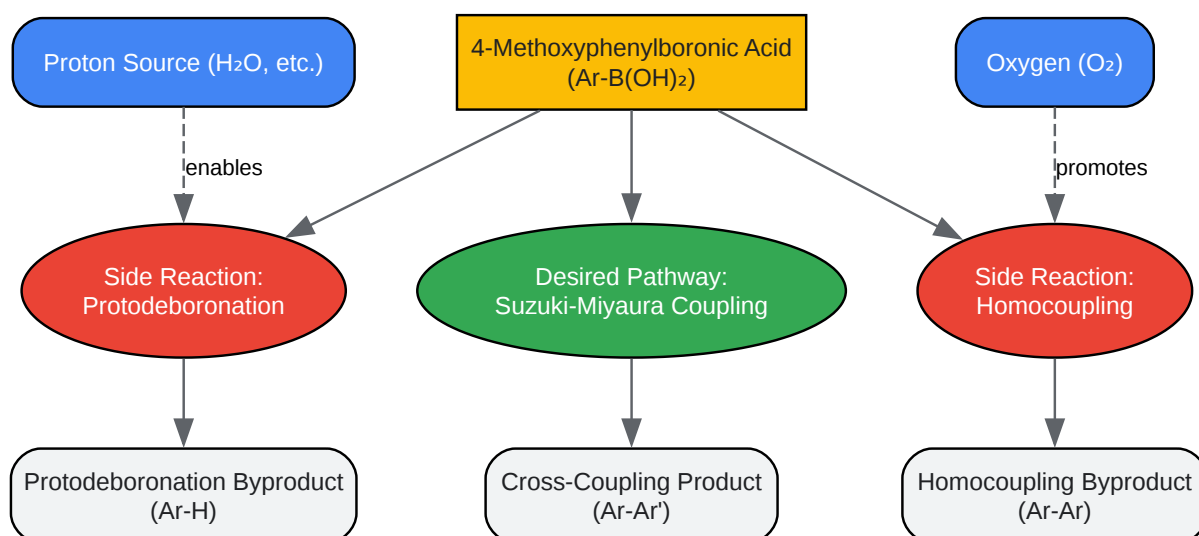 Proton Source (H₂O, etc.)
4-Methoxyphenylboronic Acid
(Ar-B(OH)₂)
Oxygen (O₂)
enables
promotes
Side Reaction:
Protodeboronation
Desired Pathway:
Suzuki-Miyaura Coupling
Side Reaction:
Homocoupling
Protodeboronation Byproduct
(Ar-H)
Cross-Coupling Product
(Ar-Ar')
Homocoupling Byproduct
(Ar-Ar)